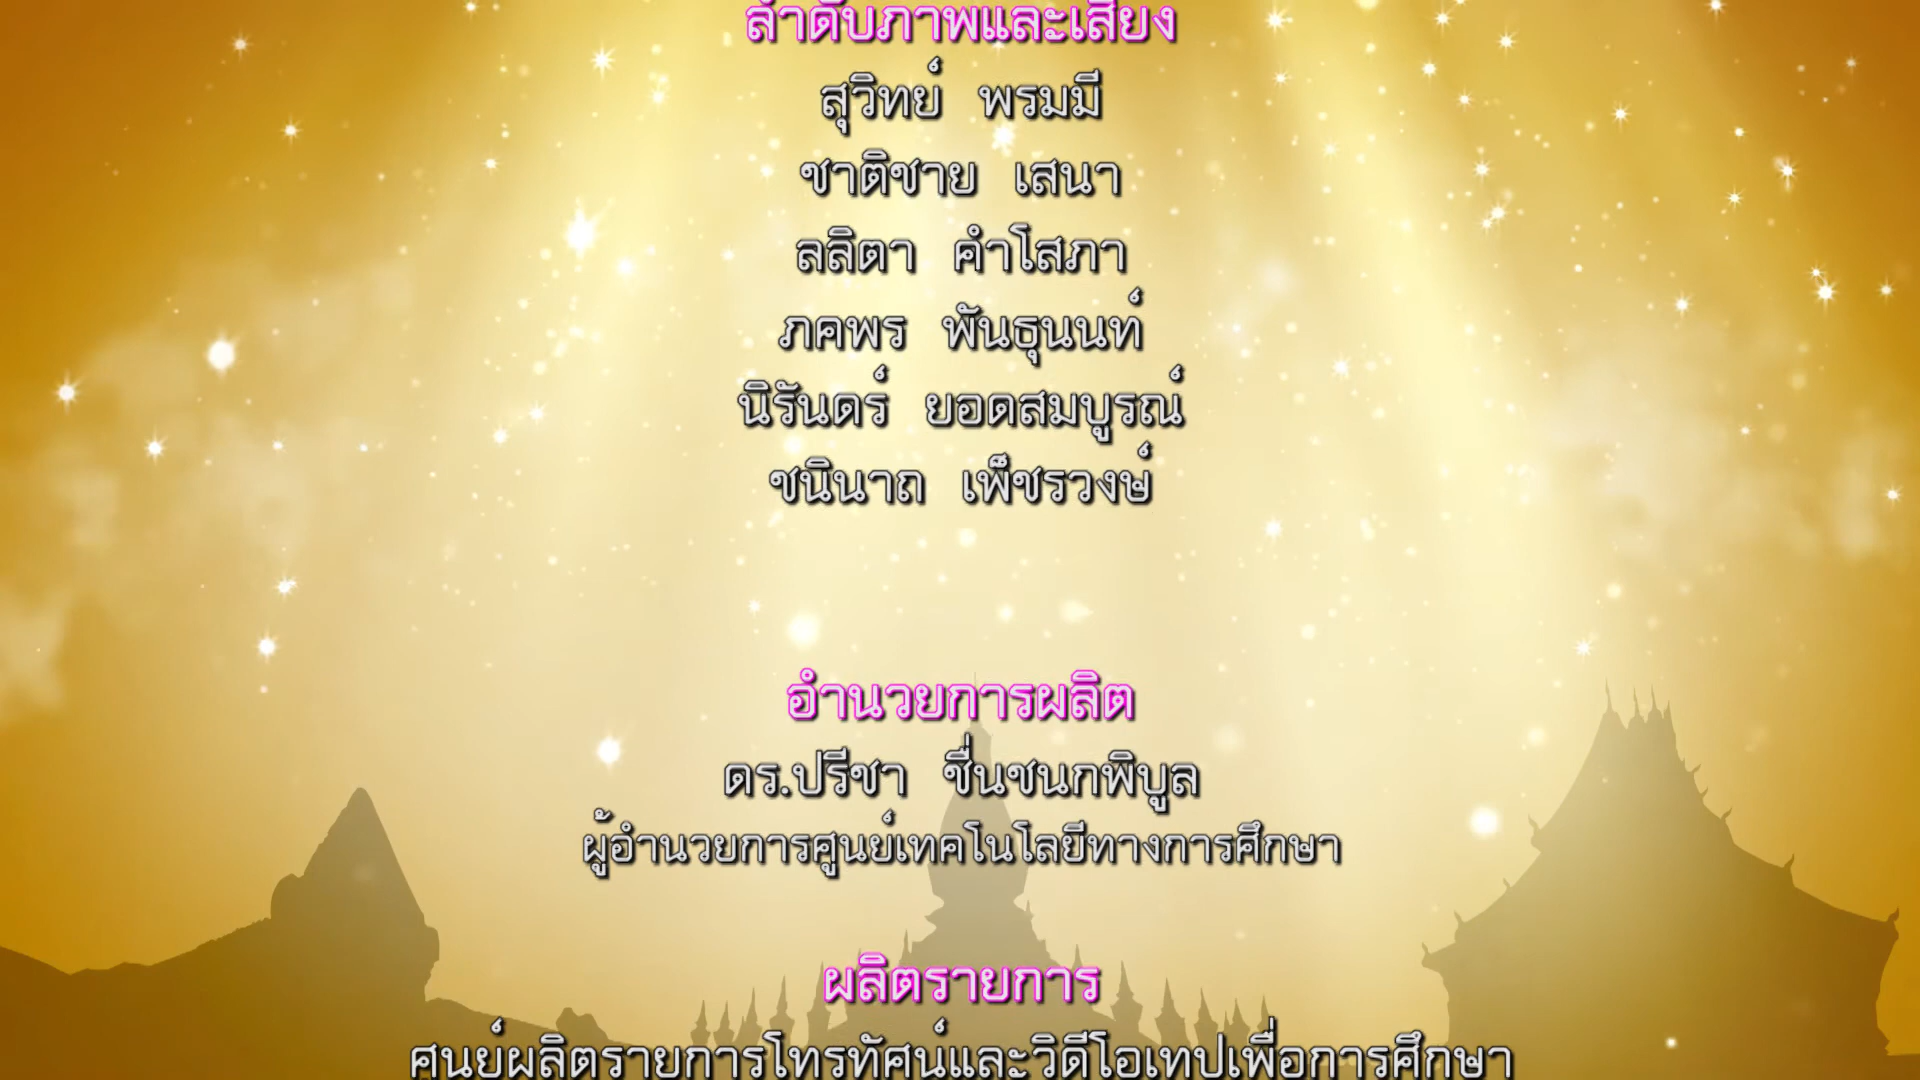 ลำดับภาพและเสียง
สุวิทย์ พรมมี
ชาติชาย เสนา
ลลิตา คำโสภา
ภคพร พันธุนนท์
นิรันดร์ ยอดสมบูรณ์
ชนินาถ เพ็ชรวงษ์
อำนวยการผลิต
ดร.ปรีชา ชื่นชนกพิบูล
ผู้อำนวยการศูนย์เทคโนโลยีทางการศึกษา
ผลิตรายการ
ศูนย์ผลิตรายการโทรทัศน์และวิดีโอเทปเพื่อการศึกษา